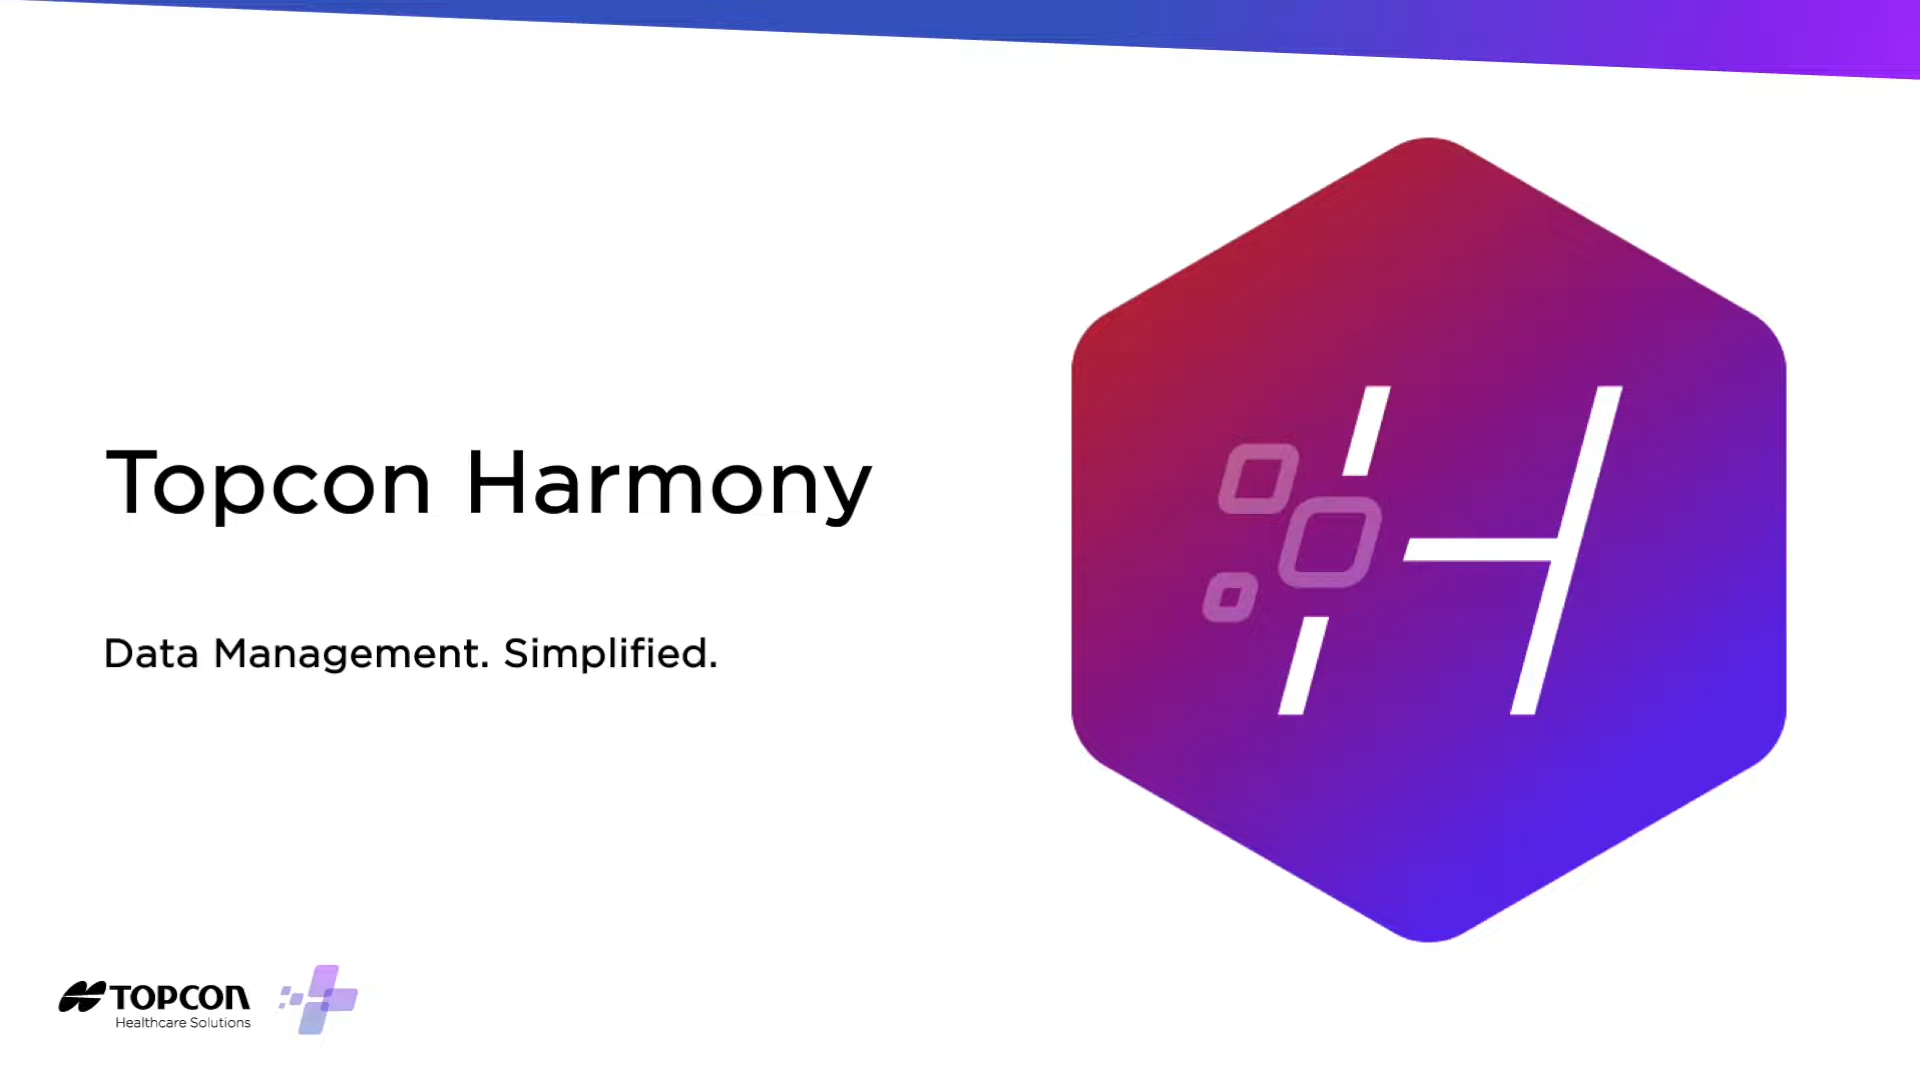 Topcon Harmony
Data Management. Simplified.
H
TOPCON
Healthcare Solutions